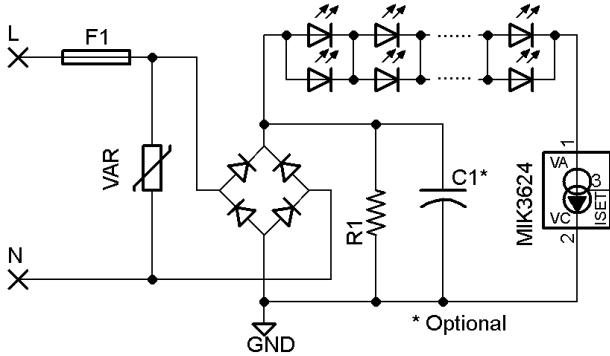 L
F1
VAR
N
R1
C1*
1
VA
3
ISET
VC
2
MIK3624
* Optional
GND